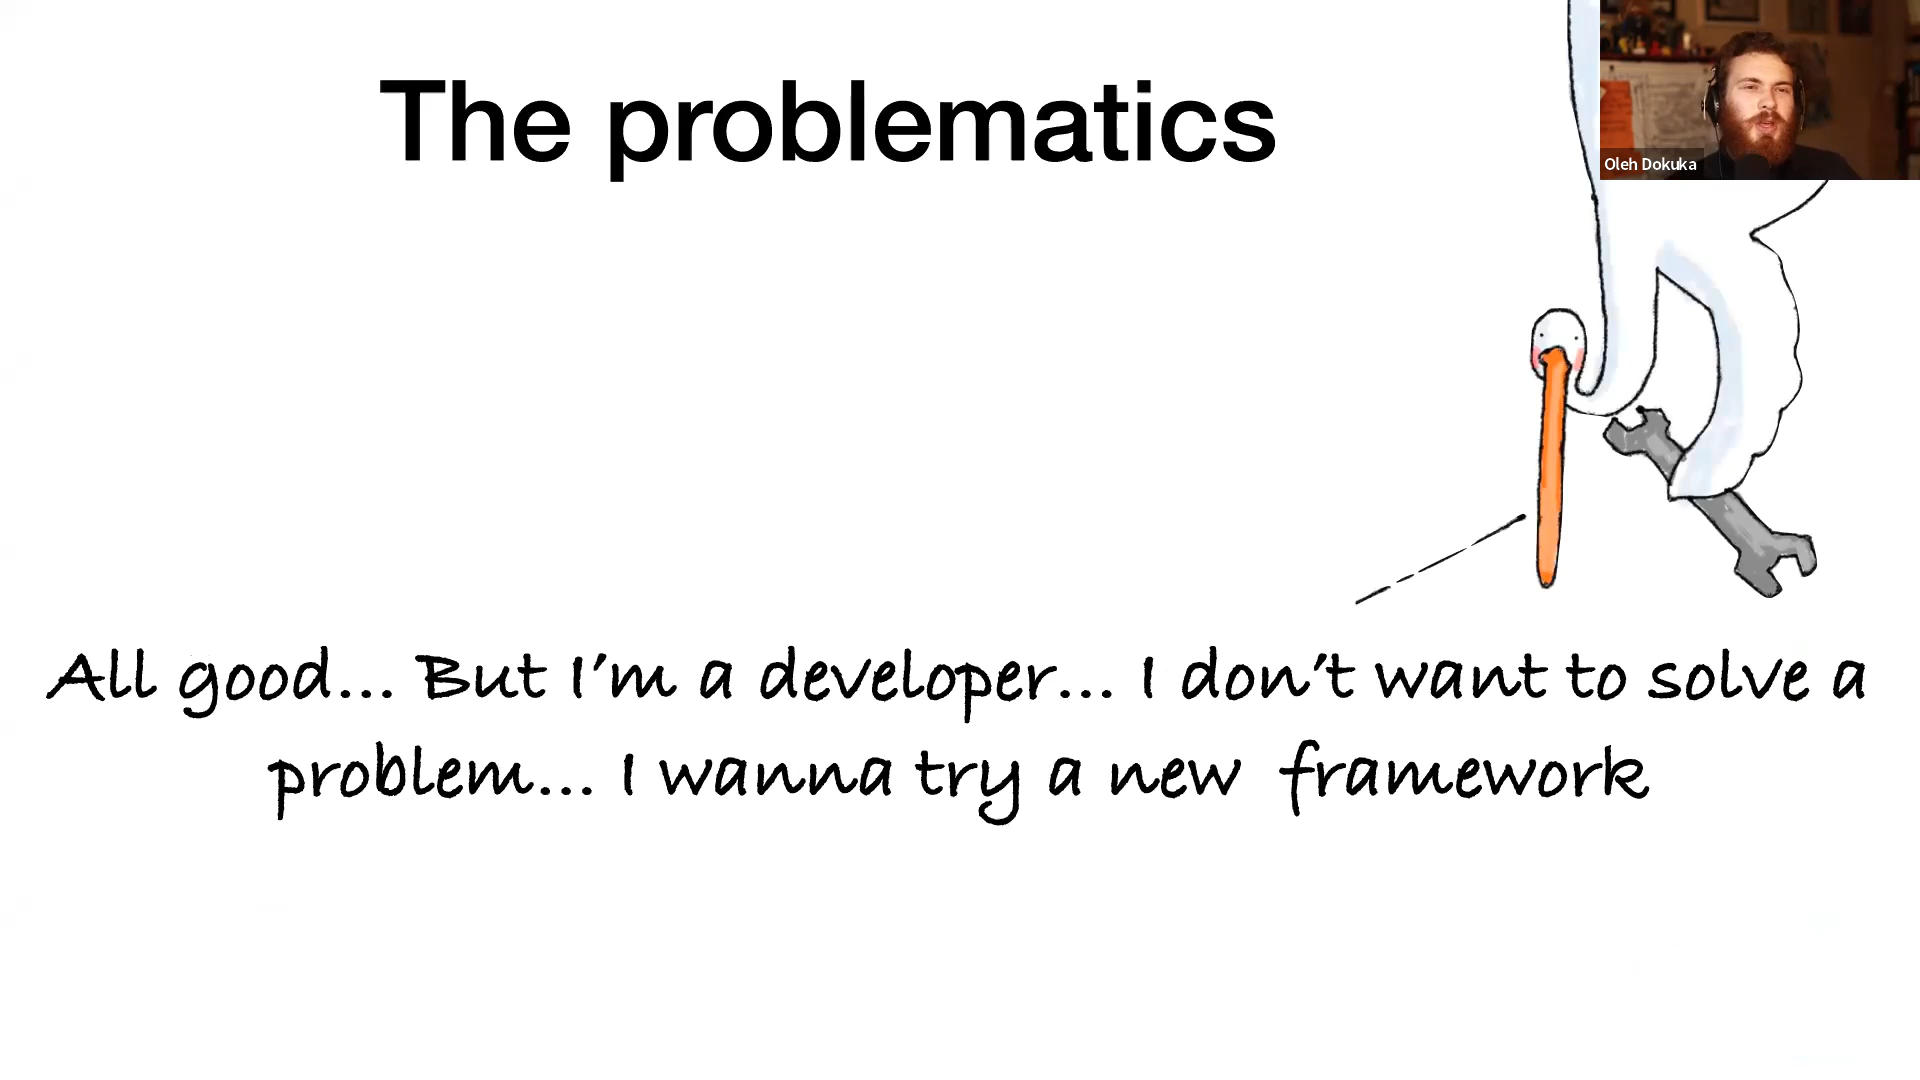 The problematics
Oleh Dokuka
All good... But I'm a developer... I don't want to solve a
problem... I wanna try a new framework